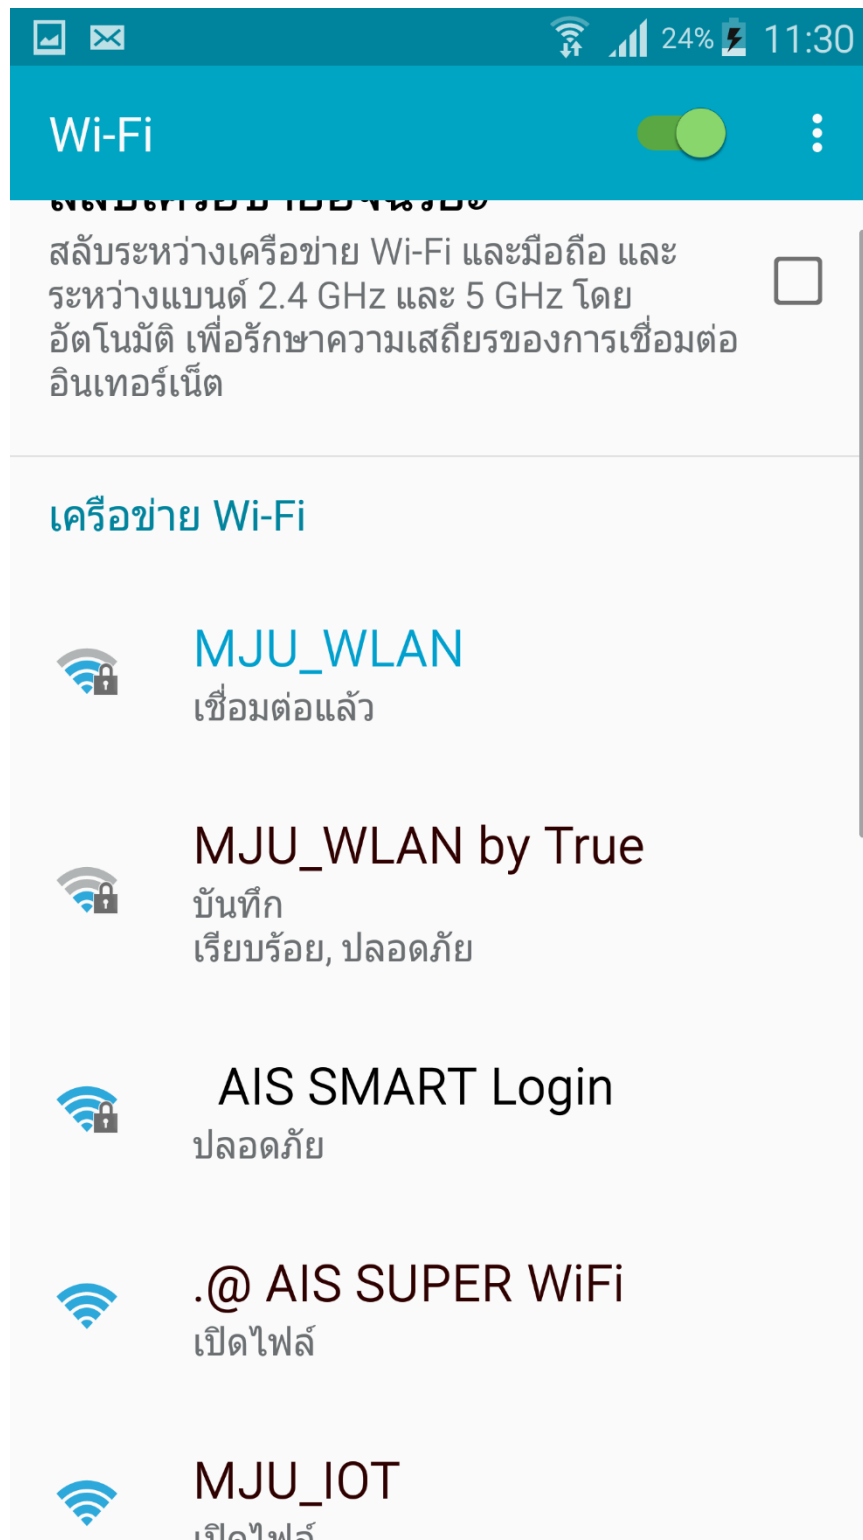 24% 11:30
Wi-Fi
สลับระหว่างเครือข่าย Wi-Fi และมือถือ และ
ระหว่างแบนด์ 2.4 GHz และ 5 GHz โดย
อัตโนมัติ เพื่อรักษาความเสถียรของการเชื่อมต่อ
อินเทอร์เน็ต
เครือข่าย Wi-Fi
MJU_WLAN
เชื่อมต่อแล้ว
MJU_WLAN by True
บันทึก
เรียบร้อย, ปลอดภัย
AIS SMART Login
ปลอดภัย
.@ AIS SUPER WiFi
เปิดไฟล์
MJU_IOT
เปิดไฟล์